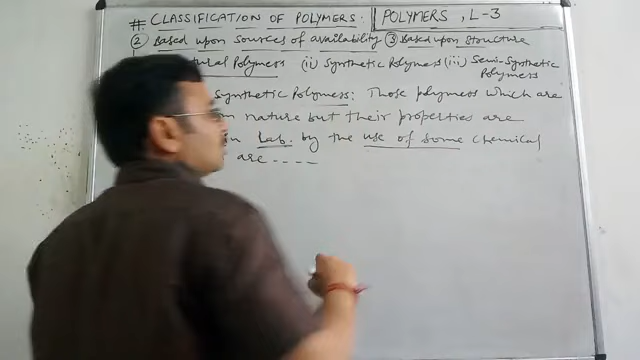 # CLASSIFICATION OF POLYMERS: POLYMERS, L-3
② Based upon Sources of availability ③ Based upon Structure
Polymers (ii) Synthetic Polymers (iii) Semi-Synthetic
Polymers
Synthetic Polymers: Those polymers which are
nature but their properties are
in Lab. by the use of some chemical
are ----